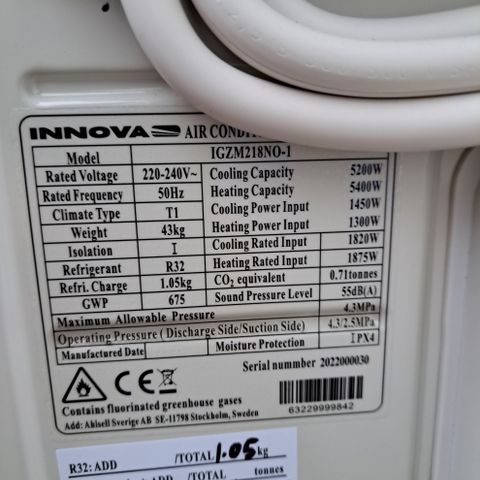 INNOVA AIR CONDIT
Model IGZM218NO-1
Rated Voltage 220-240V~ Cooling Capacity 5200W
Rated Frequency 50Hz Heating Capacity 5400W
Climate Type T1 Cooling Power Input 1450W
Weight 43kg Heating Power Input 1300W
Isolation I Cooling Rated Input 1820W
Refrigerant R32 Heating Rated Input 1875W
Refri. Charge 1.05kg CO2 equivalent 0.71tonnes
GWP 675 Sound Pressure Level 55dB(A)
Maximum Allowable Pressure 4.3MPa
Operating Pressure ( Discharge Side/Suction Side) 4.3/2.5MPa
Manufactured Date Moisture Protection IPX4
Serial number 2022000030
CE
Contains fluorinated greenhouse gases
63229999842
Add: Ahlsell Sverige AB SE-11798 Stockholm, Sweden
R32: ADD /TOTAL 1.05 kg
ADD /TOTAL tonnes